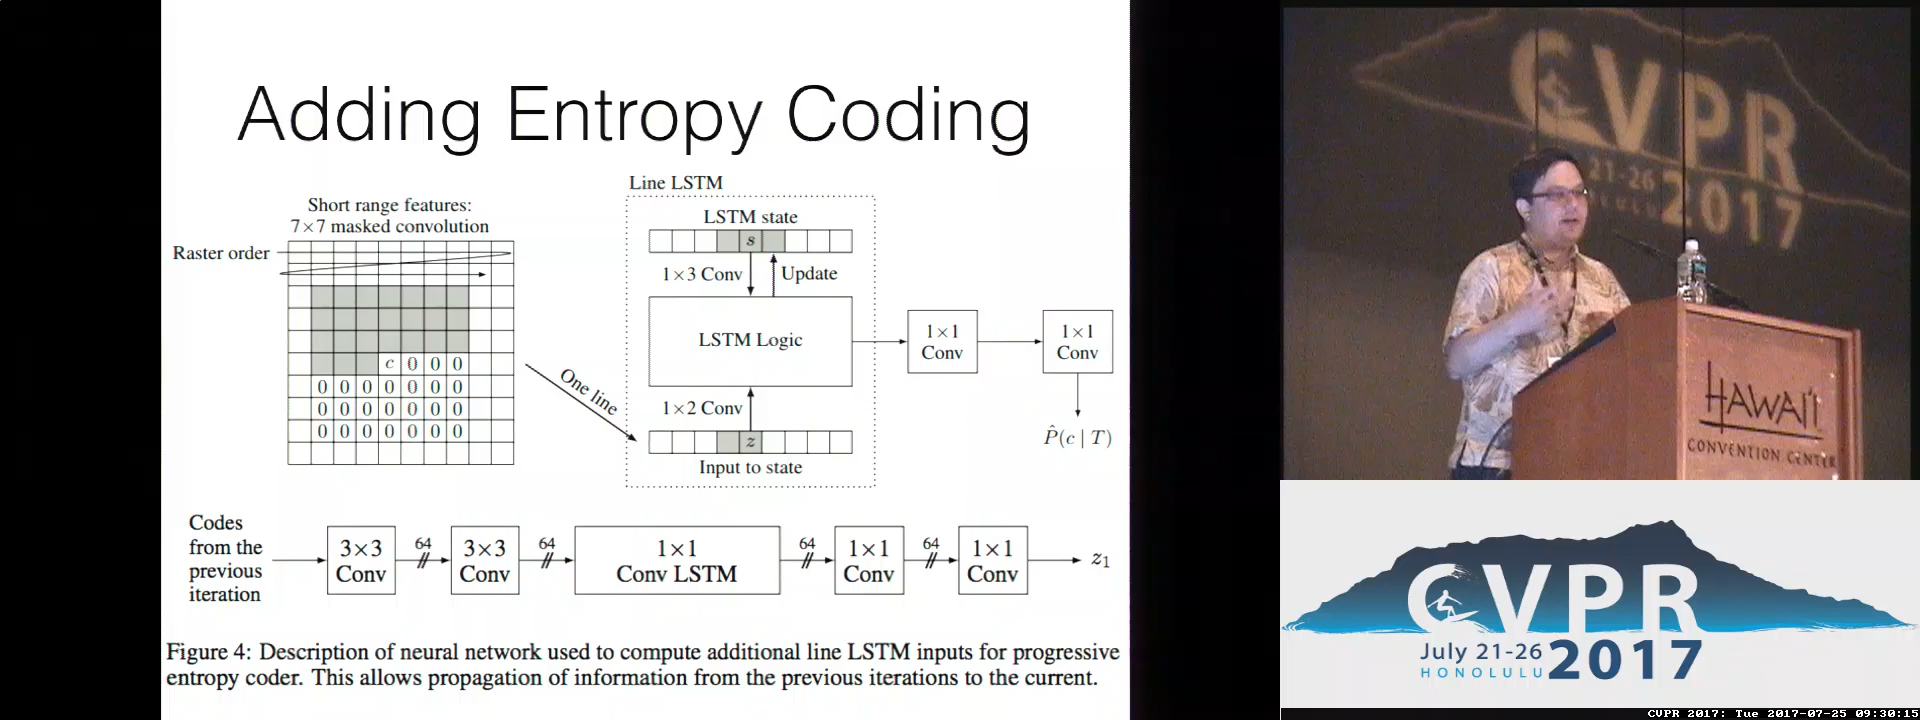 Adding Entropy Coding
Short range features:
7×7 masked convolution
Raster order
c 0 0 0
0 0 0 0 0 0 0
0 0 0 0 0 0 0
0 0 0 0 0 0 0
One line
Line LSTM
LSTM state
s
1×3 Conv
Update
LSTM Logic
1×2 Conv
z
Input to state
1×1
Conv
1×1
Conv
P̂(c | T)
Codes
from the
previous
iteration
3×3
Conv
64
3×3
Conv
64
1×1
Conv LSTM
64
1×1
Conv
64
1×1
Conv
z₁
Figure 4: Description of neural network used to compute additional line LSTM inputs for progressive
entropy coder. This allows propagation of information from the previous iterations to the current.
CVPR
21-26
2017
HAWAI'I
CONVENTION CENTER
CVPR
July 21-26
HONOLULU
2017
CVPR 2017: Tue 2017-07-25 09:30:15